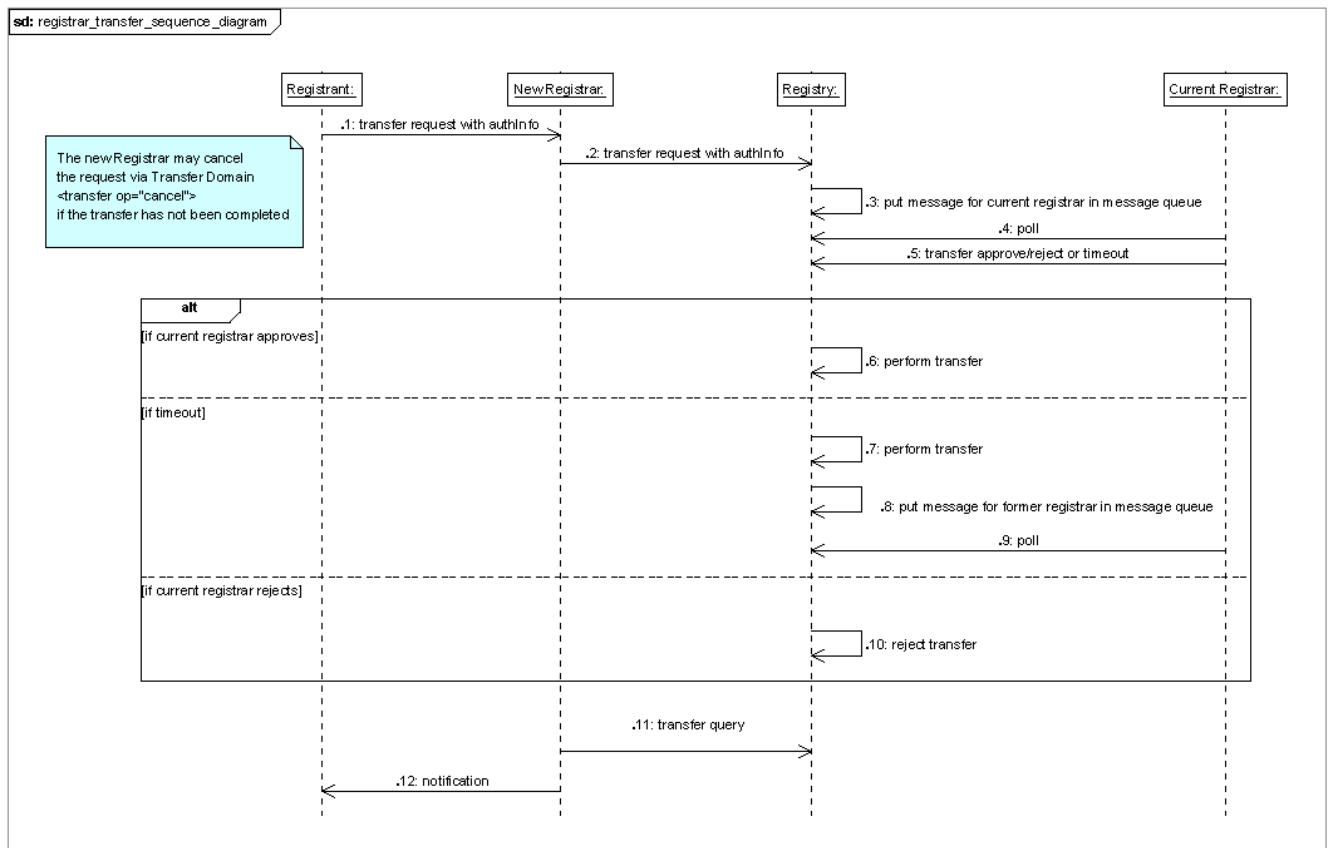 sd: registrar_transfer_sequence_diagram
Registrant:
New Registrar:
Registry:
Current Registrar:
.1: transfer request with authInfo
The new Registrar may cancel
the request via Transfer Domain
<transfer op="cancel">
if the transfer has not been completed
.2: transfer request with authInfo
.3: put message for current registrar in message queue
.4: poll
.5: transfer approve/reject or timeout
alt
[if current registrar approves]
.6: perform transfer
[if timeout]
.7: perform transfer
.8: put message for former registrar in message queue
.9: poll
[if current registrar rejects]
.10: reject transfer
.11: transfer query
.12: notification